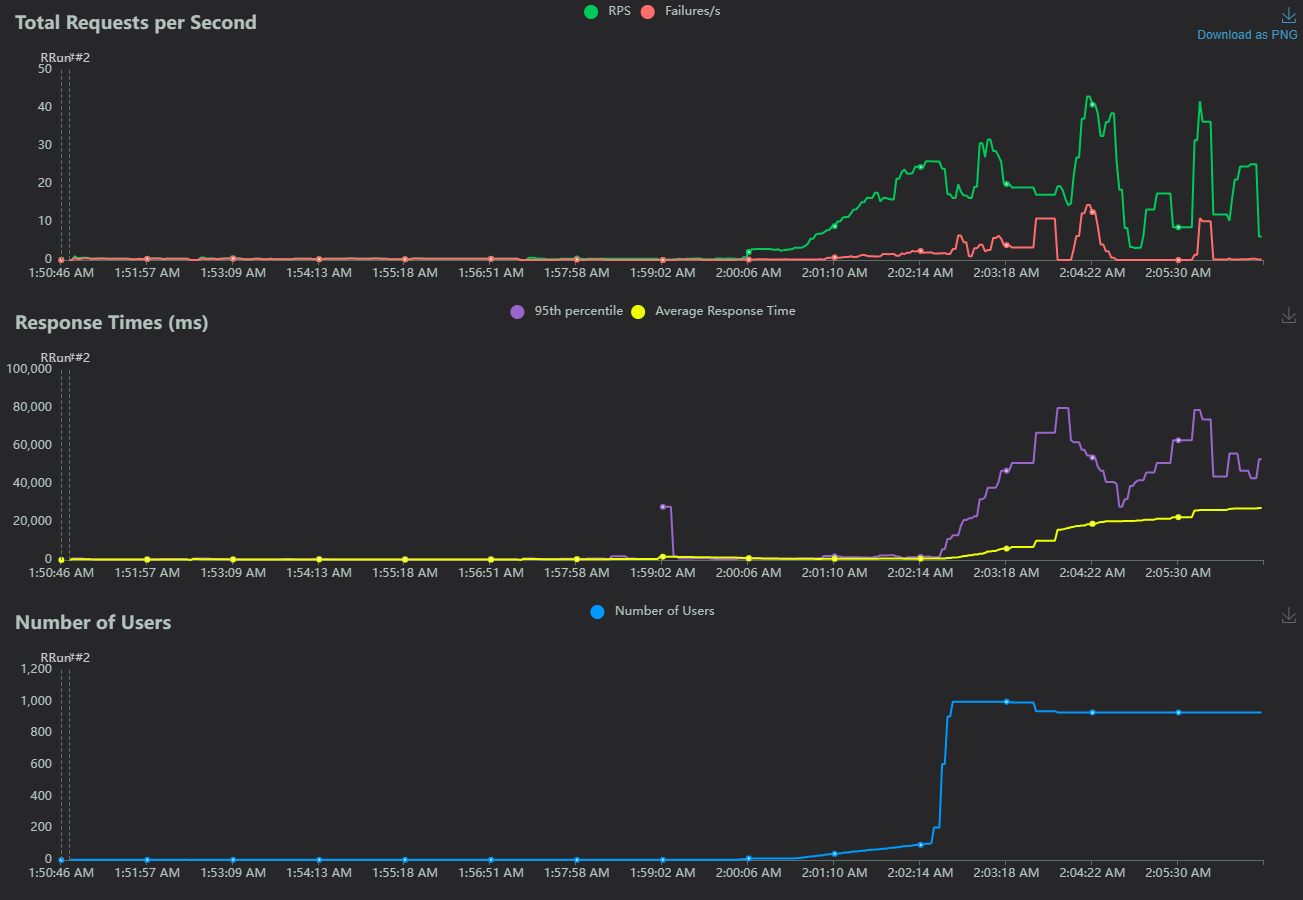 RPS Failures/s
Total Requests per Second
Download as PNG
#2
50
40
30
20
10
0
1:50:46 AM 1:51:57 AM 1:53:09 AM 1:54:13 AM 1:55:18 AM 1:56:51 AM 1:57:58 AM 1:59:02 AM 2:00:06 AM 2:01:10 AM 2:02:14 AM 2:03:18 AM 2:04:22 AM 2:05:30 AM
95th percentile Average Response Time
Response Times (ms)
#2
100,000
80,000
60,000
40,000
20,000
0
1:50:46 AM 1:51:57 AM 1:53:09 AM 1:54:13 AM 1:55:18 AM 1:56:51 AM 1:57:58 AM 1:59:02 AM 2:00:06 AM 2:01:10 AM 2:02:14 AM 2:03:18 AM 2:04:22 AM 2:05:30 AM
Number of Users
Number of Users
#2
1,200
1,000
800
600
400
200
0
1:50:46 AM 1:51:57 AM 1:53:09 AM 1:54:13 AM 1:55:18 AM 1:56:51 AM 1:57:58 AM 1:59:02 AM 2:00:06 AM 2:01:10 AM 2:02:14 AM 2:03:18 AM 2:04:22 AM 2:05:30 AM